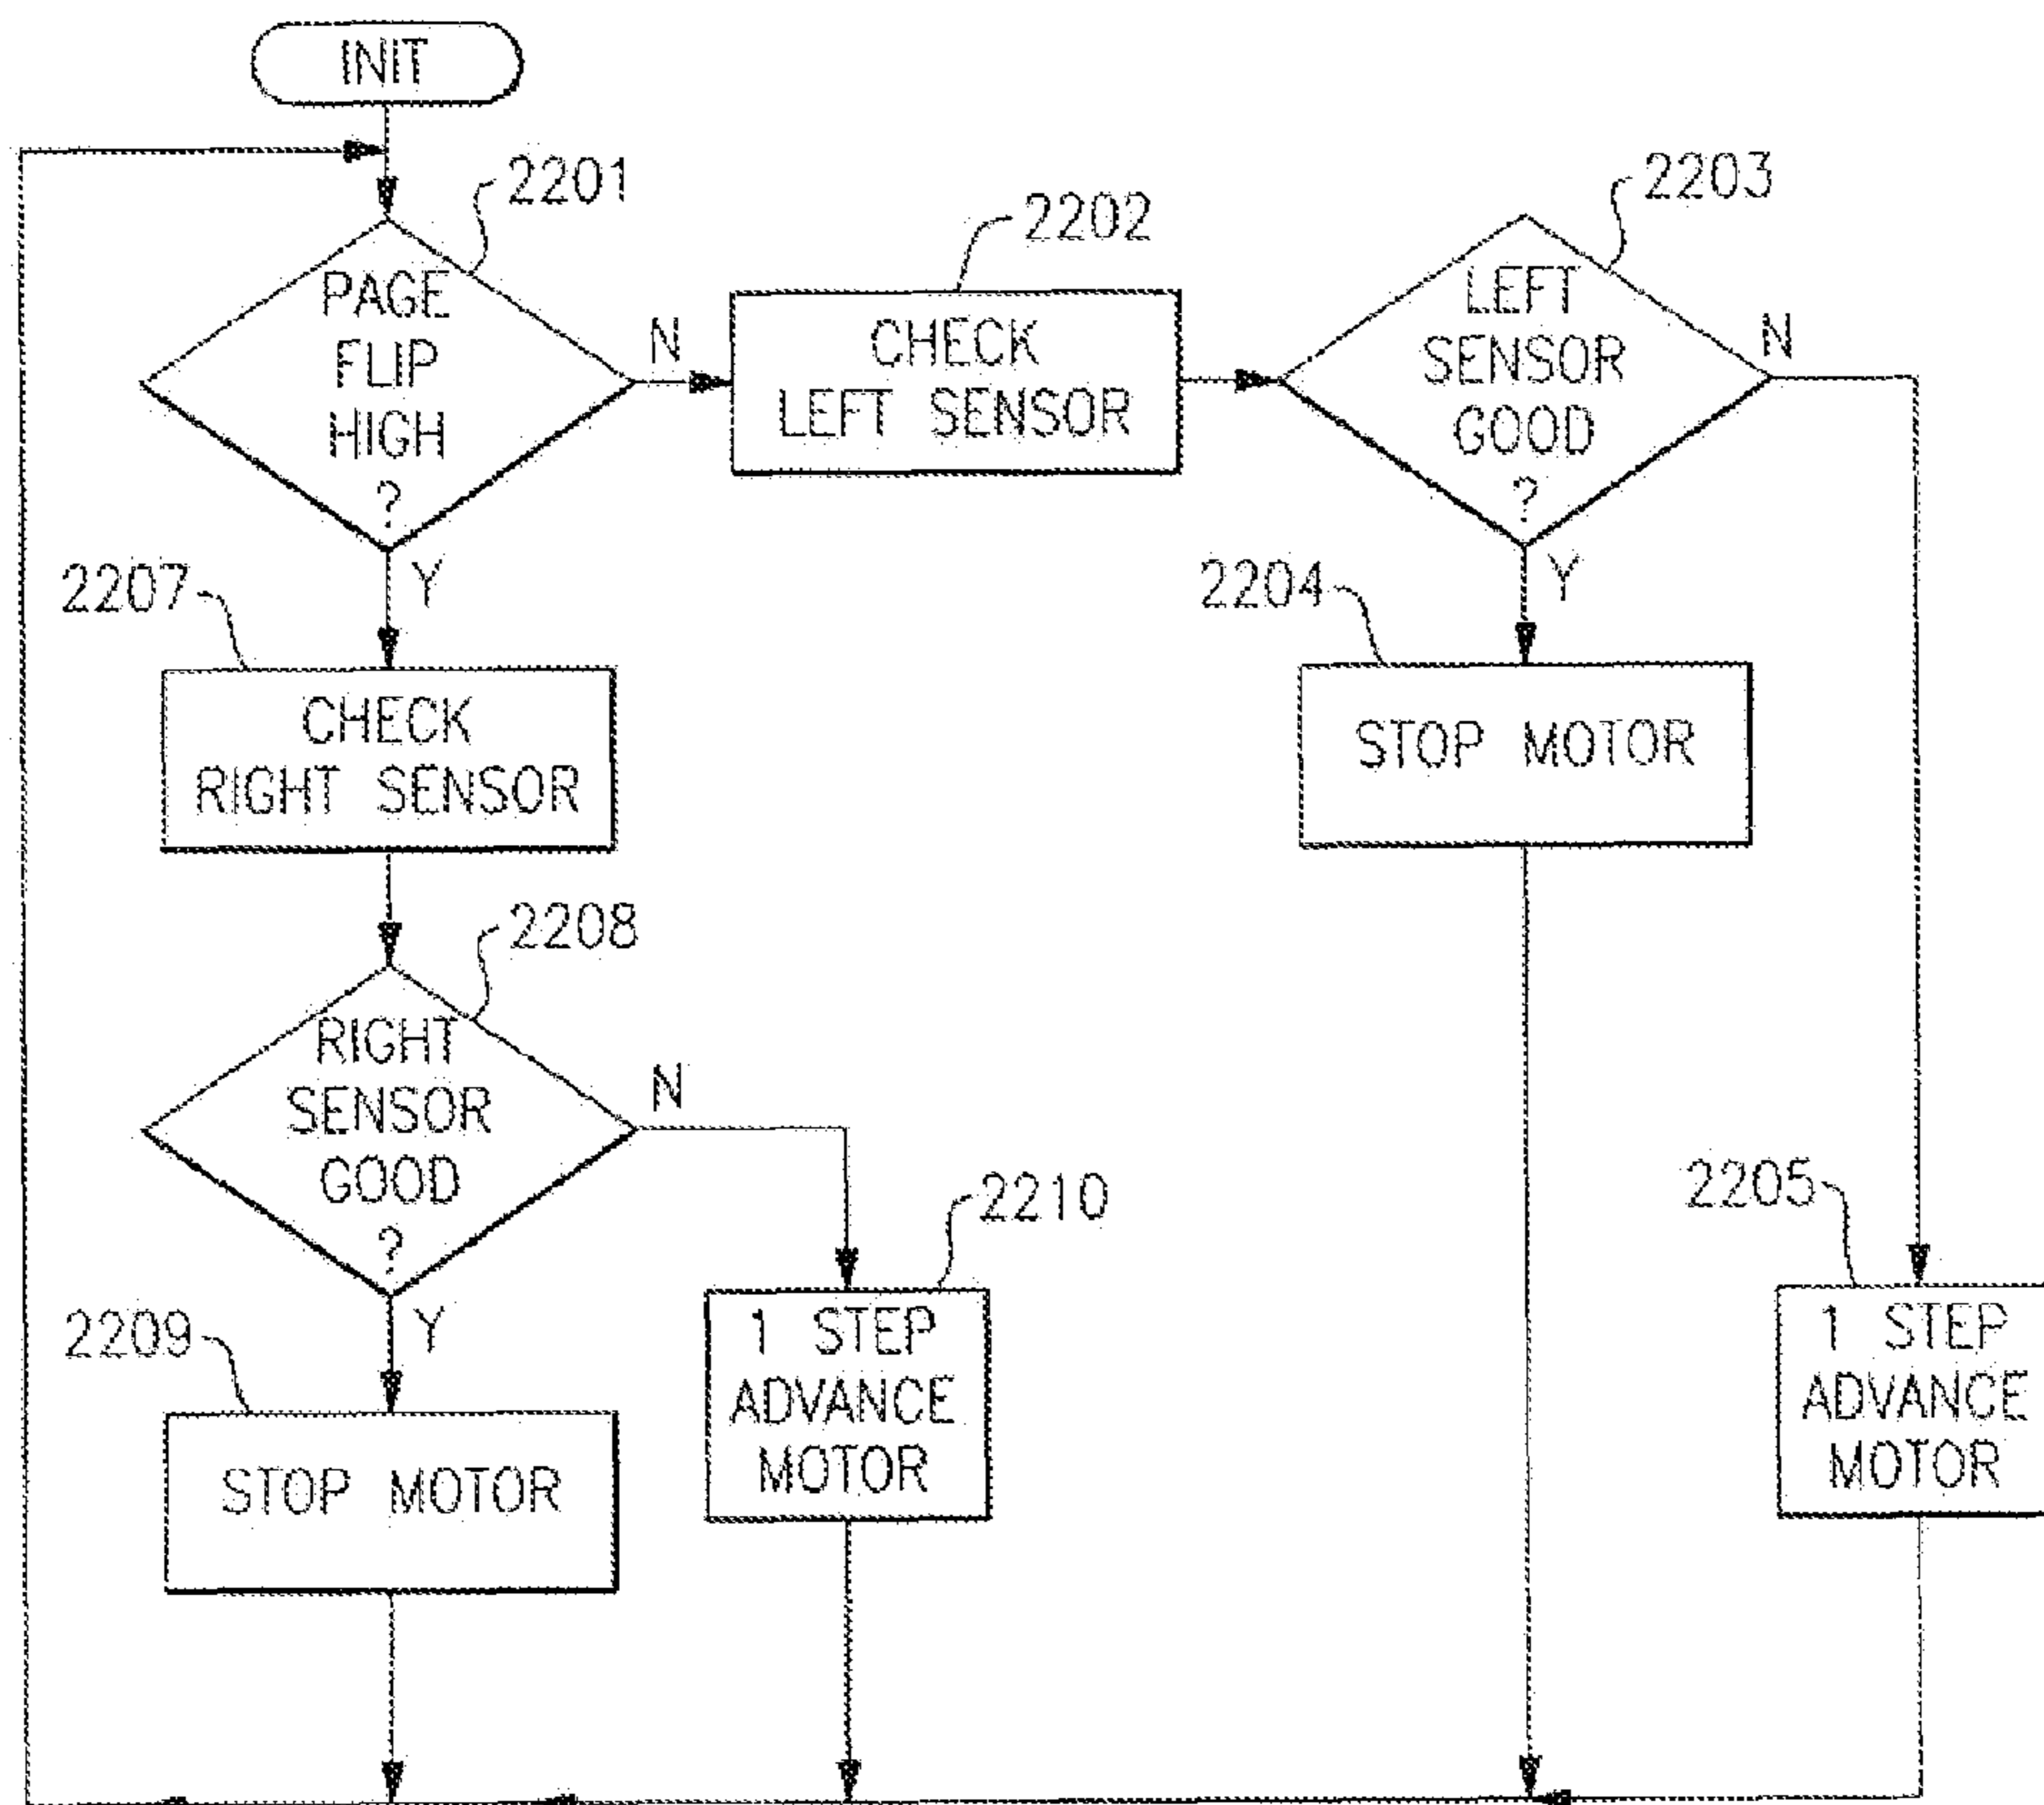 INIT
2201
PAGE
FLIP
HIGH
?
N
Y
2202
CHECK
LEFT SENSOR
2203
LEFT
SENSOR
GOOD
?
N
Y
2204
STOP MOTOR
2205
1 STEP
ADVANCE
MOTOR
2207
CHECK
RIGHT SENSOR
2208
RIGHT
SENSOR
GOOD
?
N
Y
2209
STOP MOTOR
2210
1 STEP
ADVANCE
MOTOR